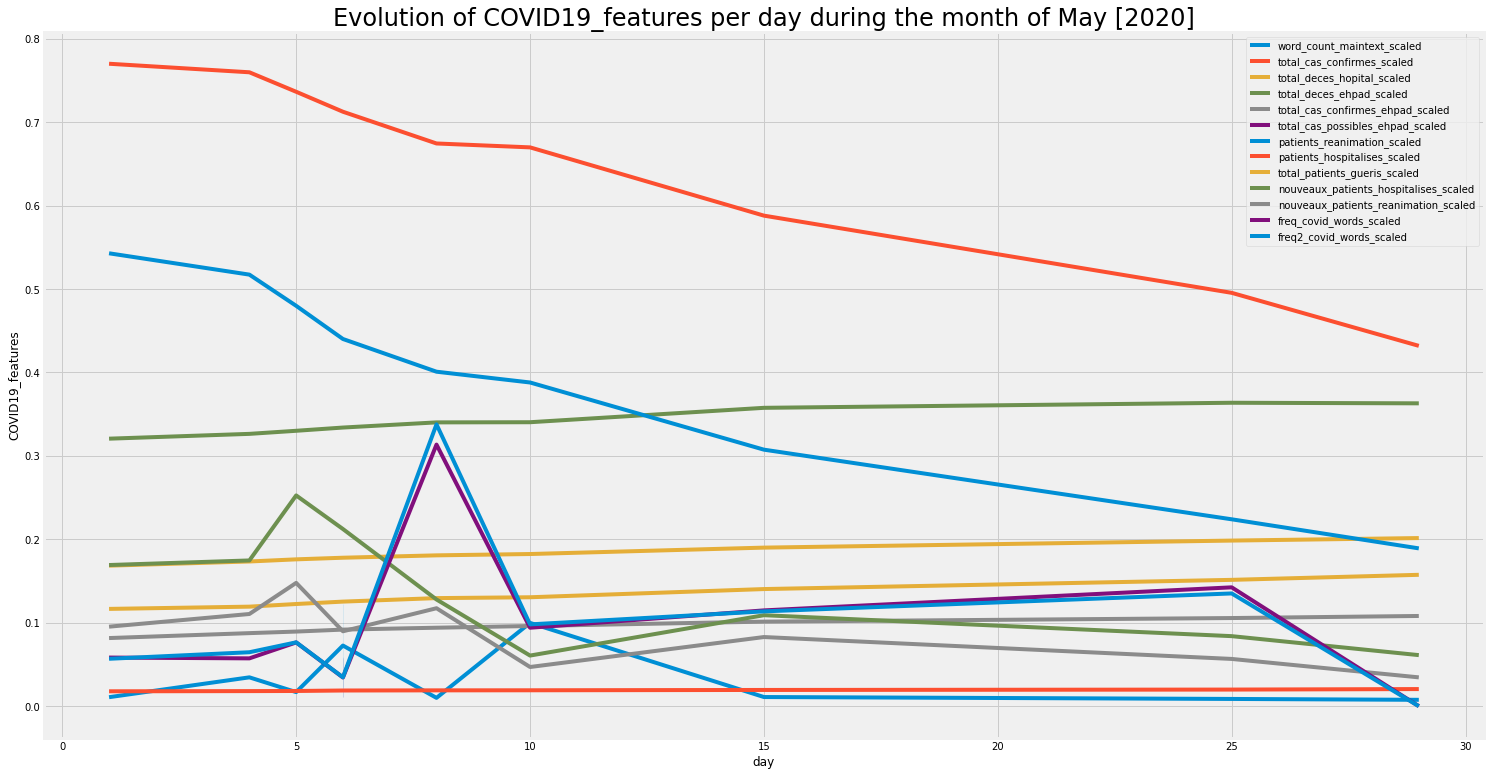 Evolution of COVID19_features per day during the month of May [2020]
word_count_maintext_scaled
total_cas_confirmes_scaled
total_deces_hopital_scaled
total_deces_ehpad_scaled
total_cas_confirmes_ehpad_scaled
total_cas_possibles_ehpad_scaled
patients_reanimation_scaled
patients_hospitalises_scaled
total_patients_gueris_scaled
nouveaux_patients_hospitalises_scaled
nouveaux_patients_reanimation_scaled
freq_covid_words_scaled
freq2_covid_words_scaled
COVID19_features
0.8
0.7
0.6
0.5
0.4
0.3
0.2
0.1
0.0
0 5 10 15 20 25 30
day